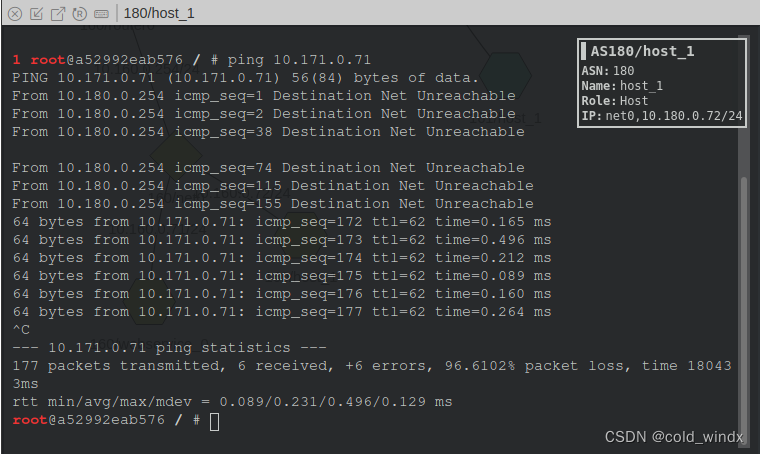 180/host_1
1 root@a52992eab576 / # ping 10.171.0.71
PING 10.171.0.71 (10.171.0.71) 56(84) bytes of data.
From 10.180.0.254 icmp_seq=1 Destination Net Unreachable
From 10.180.0.254 icmp_seq=2 Destination Net Unreachable
From 10.180.0.254 icmp_seq=38 Destination Net Unreachable
From 10.180.0.254 icmp_seq=74 Destination Net Unreachable
From 10.180.0.254 icmp_seq=115 Destination Net Unreachable
From 10.180.0.254 icmp_seq=155 Destination Net Unreachable
64 bytes from 10.171.0.71: icmp_seq=172 ttl=62 time=0.165 ms
64 bytes from 10.171.0.71: icmp_seq=173 ttl=62 time=0.496 ms
64 bytes from 10.171.0.71: icmp_seq=174 ttl=62 time=0.212 ms
64 bytes from 10.171.0.71: icmp_seq=175 ttl=62 time=0.089 ms
64 bytes from 10.171.0.71: icmp_seq=176 ttl=62 time=0.160 ms
64 bytes from 10.171.0.71: icmp_seq=177 ttl=62 time=0.264 ms
^C
--- 10.171.0.71 ping statistics ---
177 packets transmitted, 6 received, +6 errors, 96.6102% packet loss, time 18043
3ms
rtt min/avg/max/mdev = 0.089/0.231/0.496/0.129 ms
root@a52992eab576 / #
AS180/host_1
ASN: 180
Name: host_1
Role: Host
IP: net0,10.180.0.72/24
CSDN @cold_windx